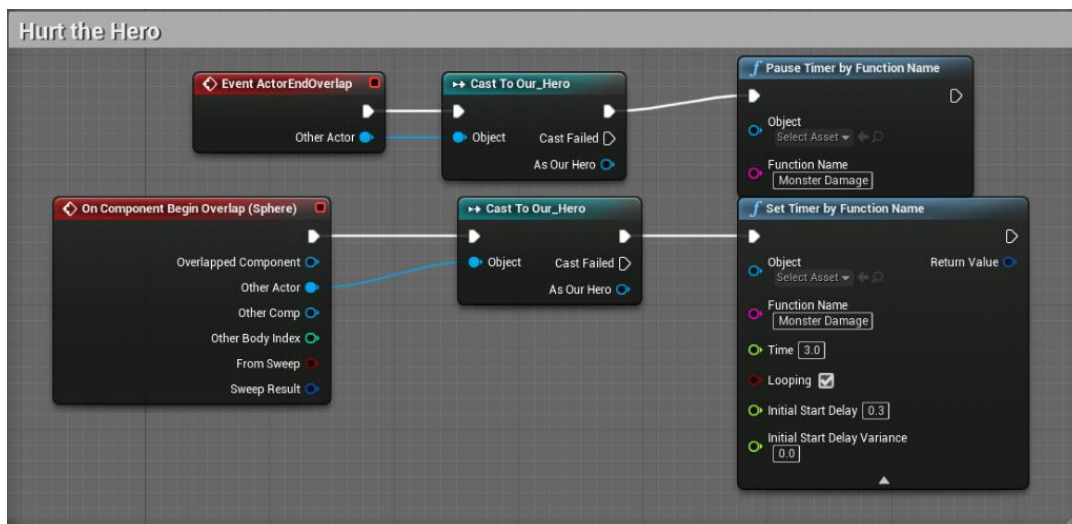 Hurt the Hero
Event ActorEndOverlap
Other Actor
Cast To Our_Hero
Object
Cast Failed
As Our Hero
Pause Timer by Function Name
Object
Select Asset
Function Name
Monster Damage
On Component Begin Overlap (Sphere)
Overlapped Component
Other Actor
Other Comp
Other Body Index
From Sweep
Sweep Result
Cast To Our_Hero
Object
Cast Failed
As Our Hero
Set Timer by Function Name
Object
Return Value
Select Asset
Function Name
Monster Damage
Time 3.0
Looping
Initial Start Delay 0.3
Initial Start Delay Variance
0.0